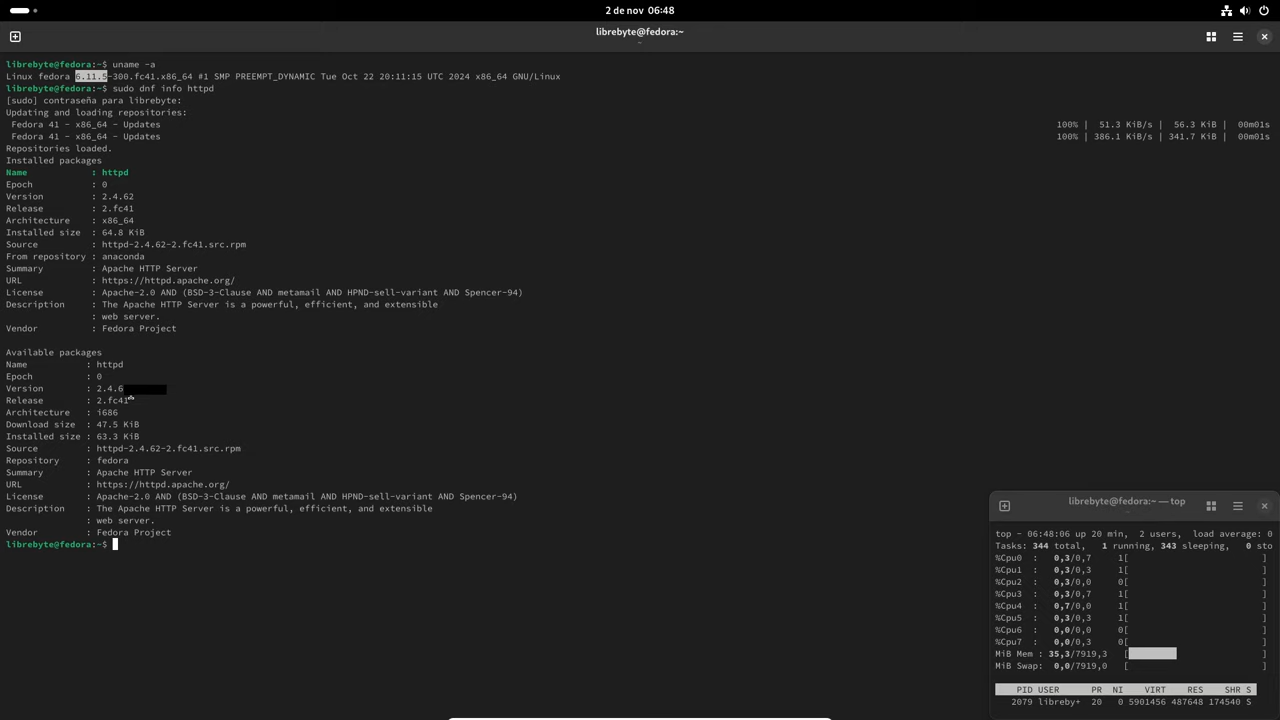 2 de nov 06:48
librebyte@fedora:~
~
librebyte@fedora:~$ uname -a
Linux fedora 6.11.5-300.fc41.x86_64 #1 SMP PREEMPT_DYNAMIC Tue Oct 22 20:11:15 UTC 2024 x86_64 GNU/Linux
librebyte@fedora:~$ sudo dnf info httpd
[sudo] contraseña para librebyte:
Updating and loading repositories:
Fedora 41 - x86_64 - Updates 100% | 51.3 KiB/s | 56.3 KiB | 00m01s
Fedora 41 - x86_64 - Updates 100% | 386.1 KiB/s | 341.7 KiB | 00m01s
Repositories loaded.
Installed packages
Name : httpd
Epoch : 0
Version : 2.4.62
Release : 2.fc41
Architecture : x86_64
Installed size : 64.8 KiB
Source : httpd-2.4.62-2.fc41.src.rpm
From repository : anaconda
Summary : Apache HTTP Server
URL : https://httpd.apache.org/
License : Apache-2.0 AND (BSD-3-Clause AND metamail AND HPND-sell-variant AND Spencer-94)
Description : The Apache HTTP Server is a powerful, efficient, and extensible
: web server.
Vendor : Fedora Project
Available packages
Name : httpd
Epoch : 0
Version : 2.4.6
Release : 2.fc41
Architecture : i686
Download size : 47.5 KiB
Installed size : 63.3 KiB
Source : httpd-2.4.62-2.fc41.src.rpm
Repository : fedora
Summary : Apache HTTP Server
URL : https://httpd.apache.org/
License : Apache-2.0 AND (BSD-3-Clause AND metamail AND HPND-sell-variant AND Spencer-94)
Description : The Apache HTTP Server is a powerful, efficient, and extensible
: web server.
Vendor : Fedora Project
librebyte@fedora:~$
librebyte@fedora:~ — top
~
top - 06:48:06 up 20 min, 2 users, load average: 0
Tasks: 344 total, 1 running, 343 sleeping, 0 sto
%Cpu0 : 0,3/0,7 1[ ]
%Cpu1 : 0,3/0,3 1[ ]
%Cpu2 : 0,3/0,0 0[ ]
%Cpu3 : 0,3/0,7 1[ ]
%Cpu4 : 0,7/0,0 1[ ]
%Cpu5 : 0,3/0,3 1[ ]
%Cpu6 : 0,0/0,0 0[ ]
%Cpu7 : 0,0/0,3 0[ ]
MiB Mem : 35,3/7919,3 [ ]
MiB Swap: 0,0/7919,0 [ ]
PID USER PR NI VIRT RES SHR S
2079 libreby+ 20 0 5901456 487648 174540 S